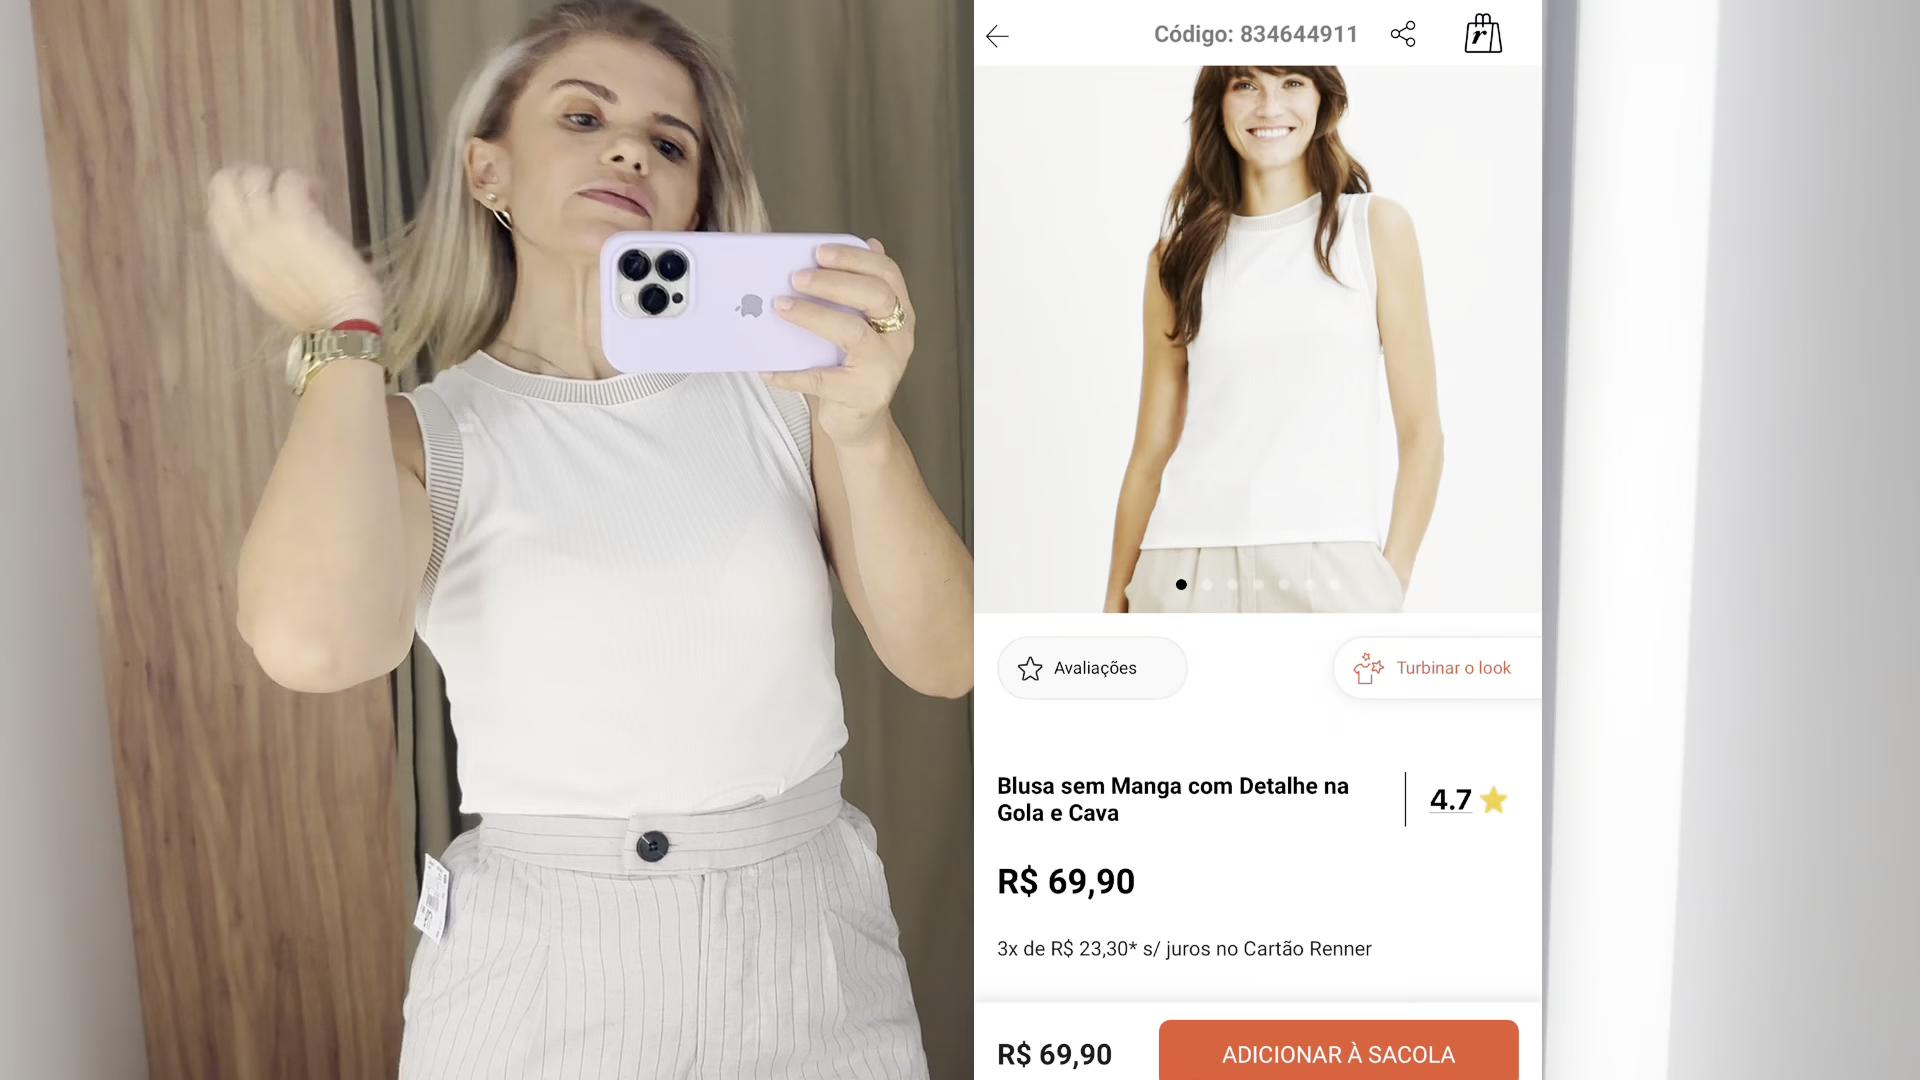 Código: 834644911
r
Avaliações
Turbinar o look
Blusa sem Manga com Detalhe na
Gola e Cava
4.7
R$ 69,90
3x de R$ 23,30* s/ juros no Cartão Renner
R$ 69,90
ADICIONAR À SACOLA